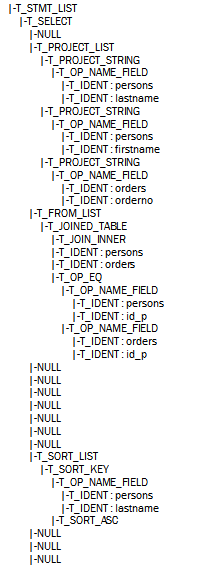 |-T_STMT_LIST
|-T_SELECT
|-NULL
|-T_PROJECT_LIST
|-T_PROJECT_STRING
|-T_OP_NAME_FIELD
|-T_IDENT : persons
|-T_IDENT : lastname
|-T_PROJECT_STRING
|-T_OP_NAME_FIELD
|-T_IDENT : persons
|-T_IDENT : firstname
|-T_PROJECT_STRING
|-T_OP_NAME_FIELD
|-T_IDENT : orders
|-T_IDENT : orderno
|-T_FROM_LIST
|-T_JOINED_TABLE
|-T_JOIN_INNER
|-T_IDENT : persons
|-T_IDENT : orders
|-T_OP_EQ
|-T_OP_NAME_FIELD
|-T_IDENT : persons
|-T_IDENT : id_p
|-T_OP_NAME_FIELD
|-T_IDENT : orders
|-T_IDENT : id_p
|-NULL
|-NULL
|-NULL
|-NULL
|-NULL
|-NULL
|-NULL
|-T_SORT_LIST
|-T_SORT_KEY
|-T_OP_NAME_FIELD
|-T_IDENT : persons
|-T_IDENT : lastname
|-T_SORT_ASC
|-NULL
|-NULL
|-NULL